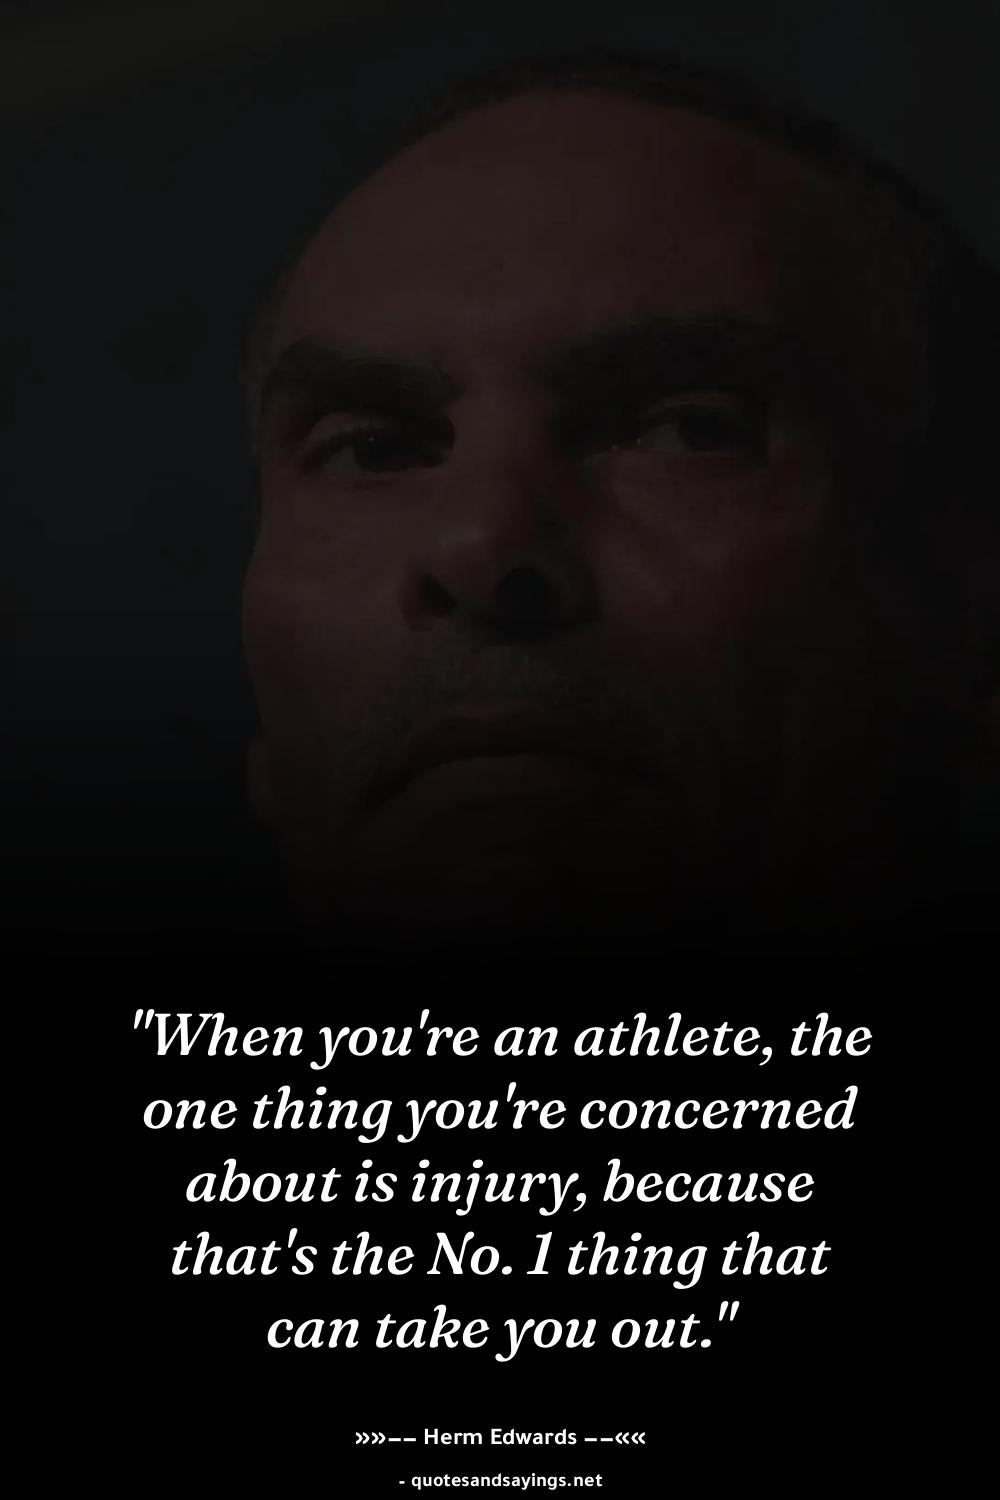 "When you're an athlete, the
one thing you're concerned
about is injury, because
that's the No. 1 thing that
can take you out."
»»–– Herm Edwards ––««
- quotesandsayings.net